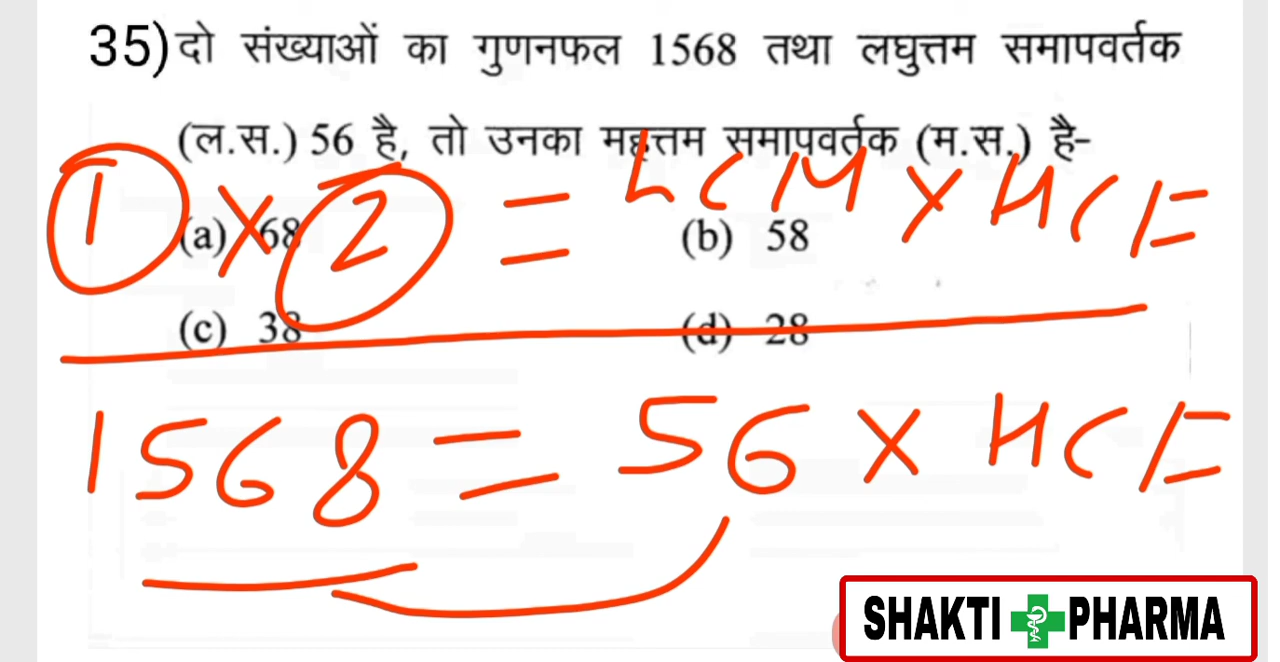 35) दो संख्याओं का गुणनफल 1568 तथा लघुत्तम समापवर्तक
(ल.स.) 56 है, तो उनका महत्तम समापवर्तक (म.स.) है-
1 × 2 = LCM × HCF
(a) 68 (b) 58
(c) 38 (d) 28
1568 = 56 × HCF
SHAKTI PHARMA